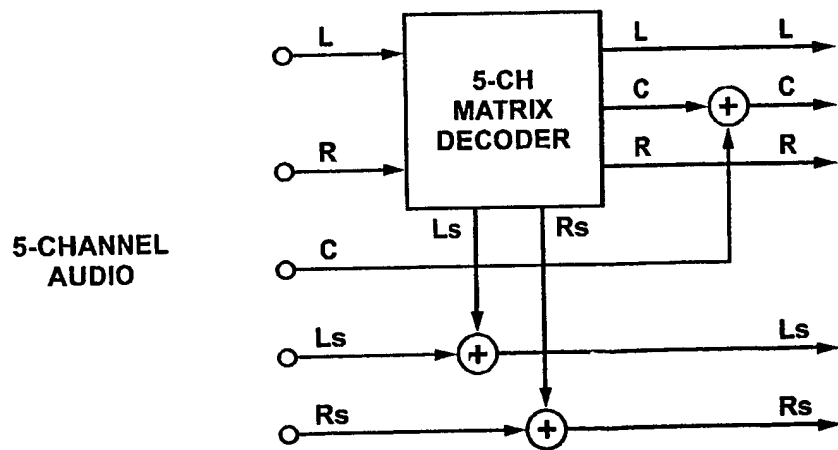 L
L
L
5-CH
MATRIX
DECODER
C
C
R
R
R
Ls
Rs
5-CHANNEL
AUDIO
C
Ls
Ls
Rs
Rs